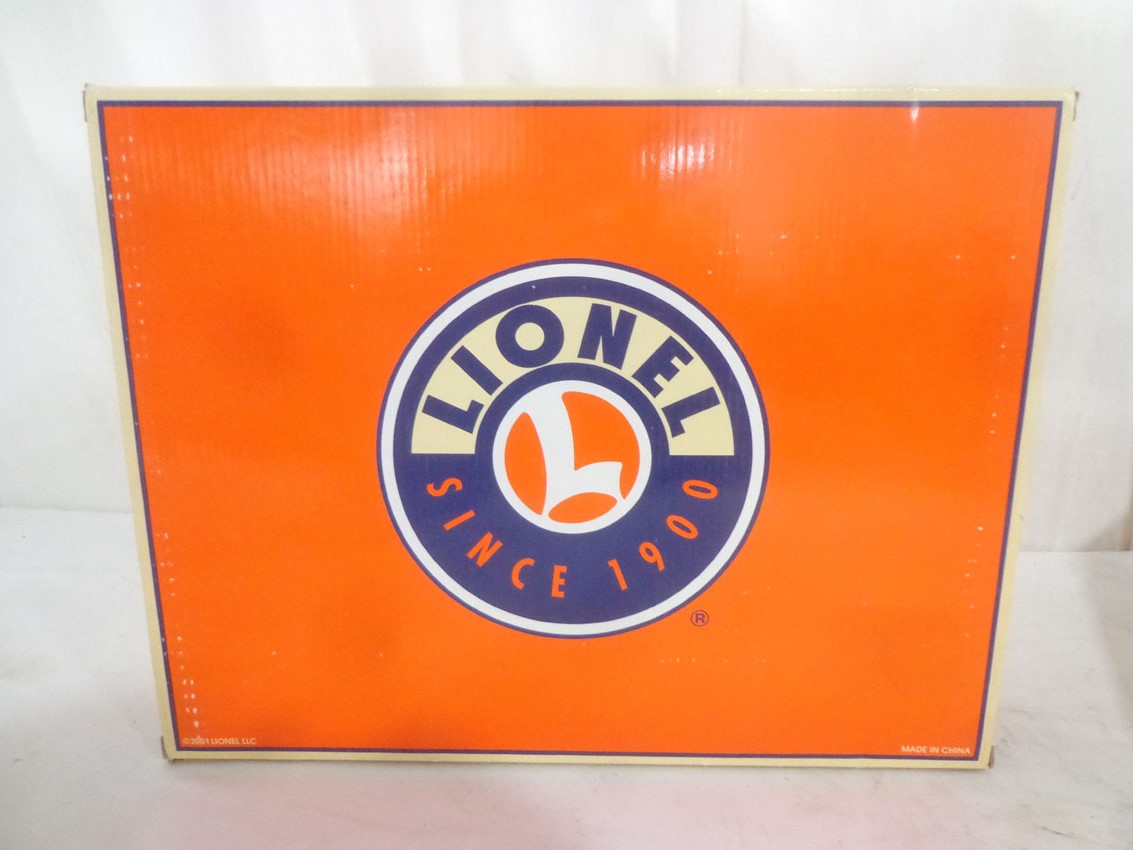 LIONEL
L
SINCE 1900
®
©2001 LIONEL LLC
MADE IN CHINA